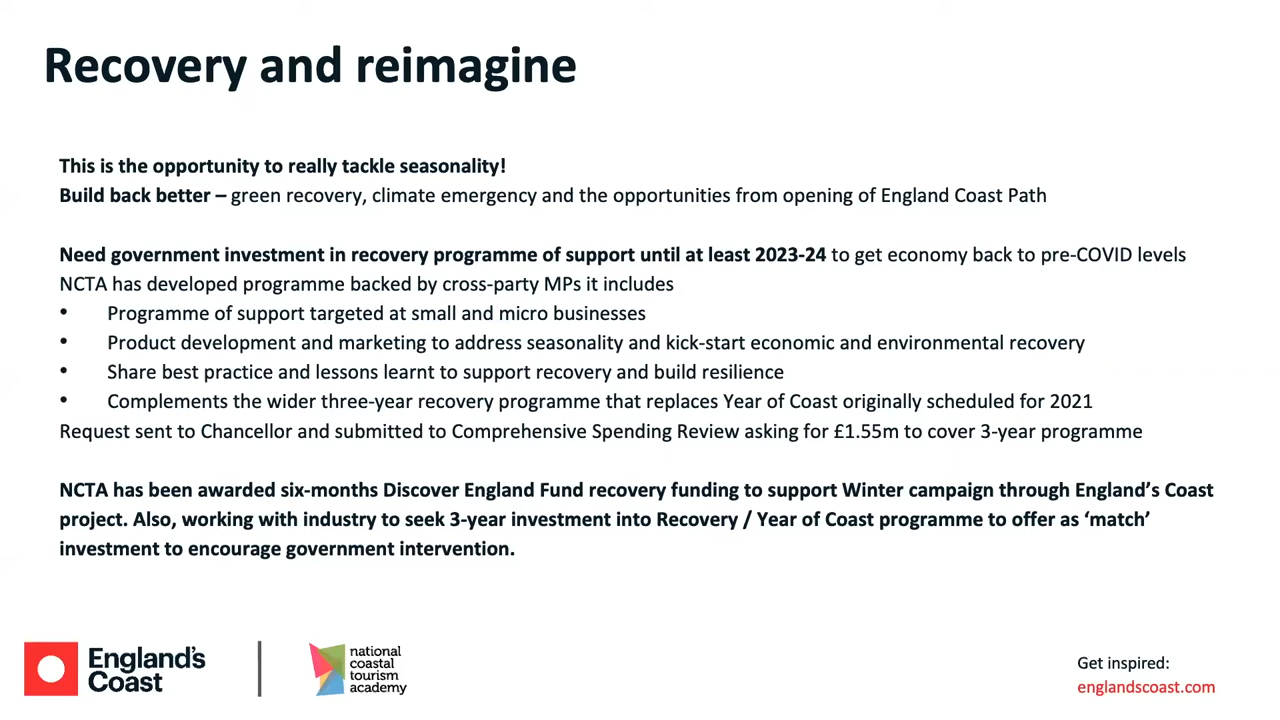 Recovery and reimagine
This is the opportunity to really tackle seasonality!
Build back better – green recovery, climate emergency and the opportunities from opening of England Coast Path
Need government investment in recovery programme of support until at least 2023-24 to get economy back to pre-COVID levels
NCTA has developed programme backed by cross-party MPs it includes
• Programme of support targeted at small and micro businesses
• Product development and marketing to address seasonality and kick-start economic and environmental recovery
• Share best practice and lessons learnt to support recovery and build resilience
• Complements the wider three-year recovery programme that replaces Year of Coast originally scheduled for 2021
Request sent to Chancellor and submitted to Comprehensive Spending Review asking for £1.55m to cover 3-year programme
NCTA has been awarded six-months Discover England Fund recovery funding to support Winter campaign through England’s Coast
project. Also, working with industry to seek 3-year investment into Recovery / Year of Coast programme to offer as ‘match’
investment to encourage government intervention.
England's
Coast
national
coastal
tourism
academy
Get inspired:
englandscoast.com